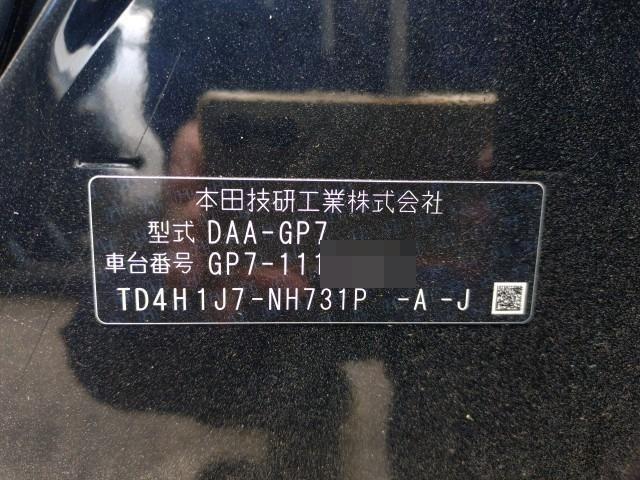 本田技研工業株式会社
型式 DAA-GP7
車台番号 GP7-111
TD4H1J7-NH731P -A -J